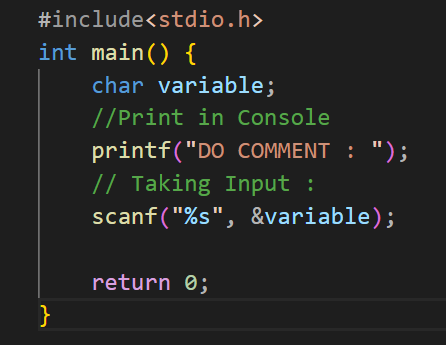 #include<stdio.h>
int main() {
    char variable;
    //Print in Console
    printf("DO COMMENT : ");
    // Taking Input :
    scanf("%s", &variable);

    return 0;
}